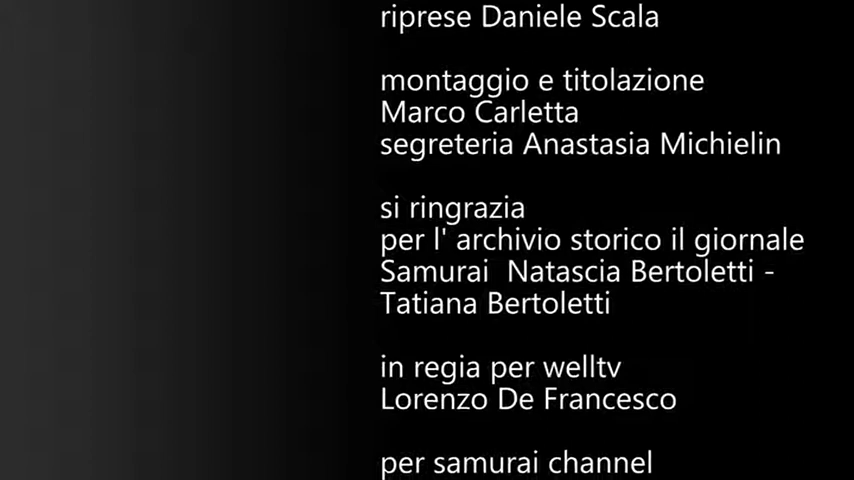 riprese Daniele Scala
montaggio e titolazione
Marco Carletta
segreteria Anastasia Michielin
si ringrazia
per l' archivio storico il giornale
Samurai  Natascia Bertoletti -
Tatiana Bertoletti
in regia per welltv
Lorenzo De Francesco
per samurai channel